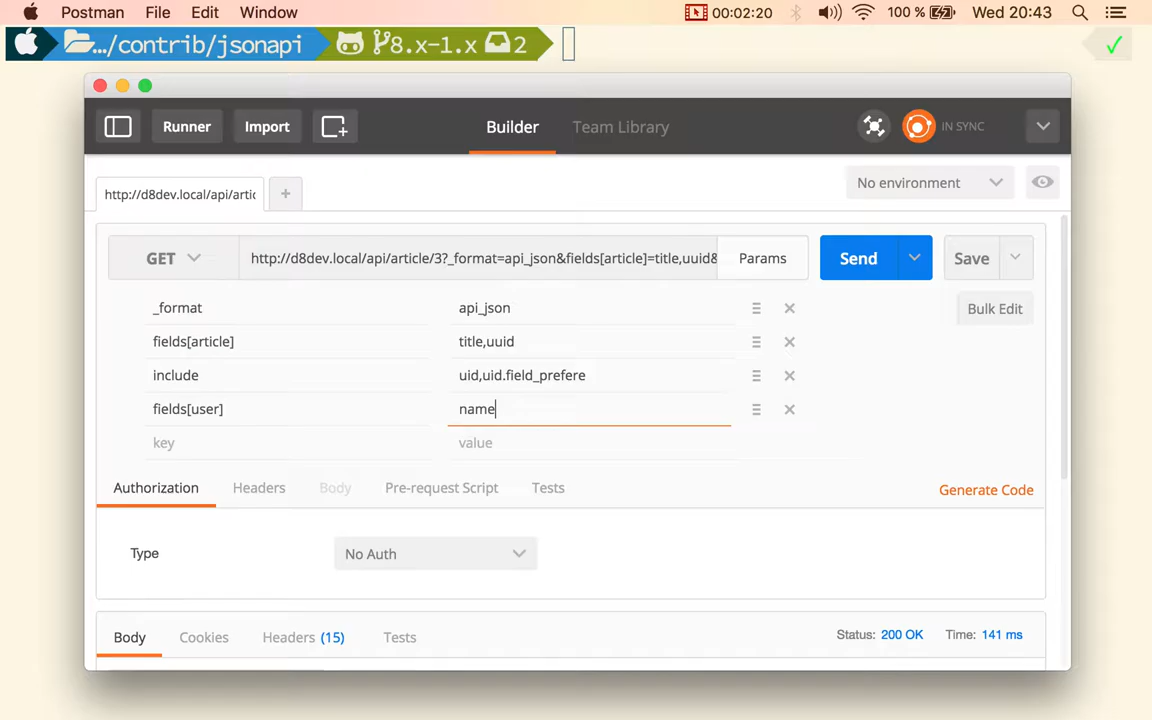 Postman File Edit Window 00:02:20 100 % Wed 20:43
.../contrib/jsonapi 8.x-1.x 2
Runner Import Builder Team Library IN SYNC
http://d8dev.local/api/artic + No environment
GET http://d8dev.local/api/article/3?_format=api_json&fields[article]=title,uuid& Params Send Save
_format api_json Bulk Edit
fields[article] title,uuid
include uid,uid.field_prefere
fields[user] name
key value
Authorization Headers Body Pre-request Script Tests Generate Code
Type No Auth
Body Cookies Headers (15) Tests Status: 200 OK Time: 141 ms